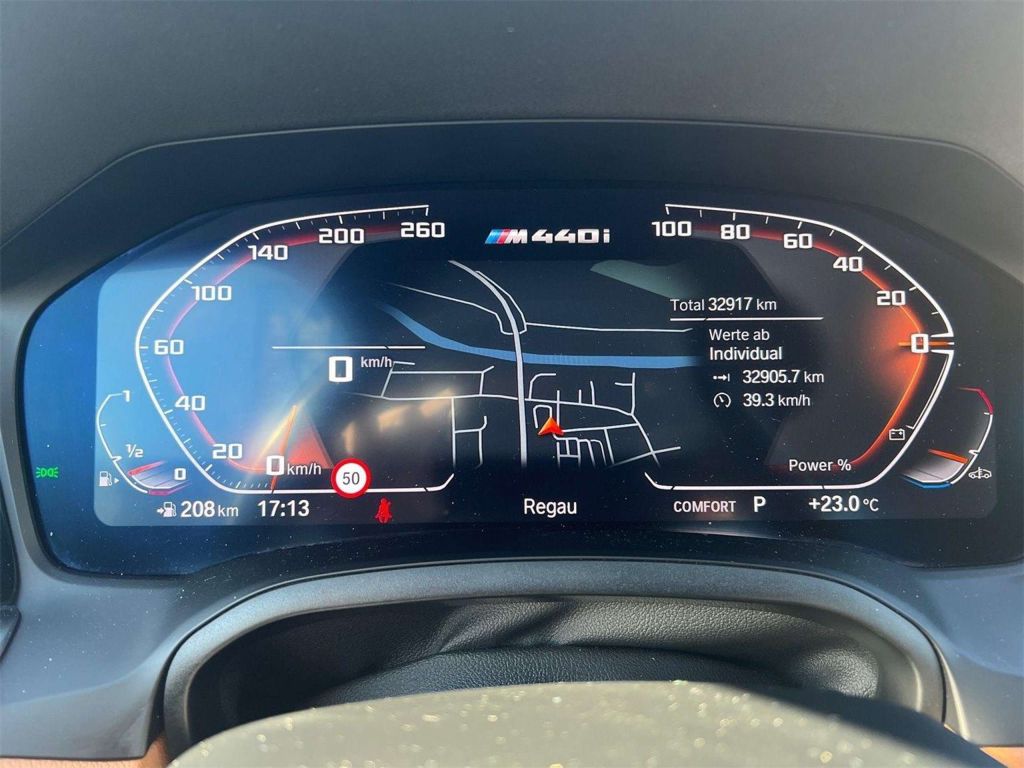 260
200
140
100
60
40
20
0 km/h
0 km/h
50
1
1/2
0
208 km
17:13
M440i
Regau
100
80
60
40
20
0
Total 32917 km
Werte ab
Individual
32905.7 km
39.3 km/h
Power %
COMFORT P +23.0 °C